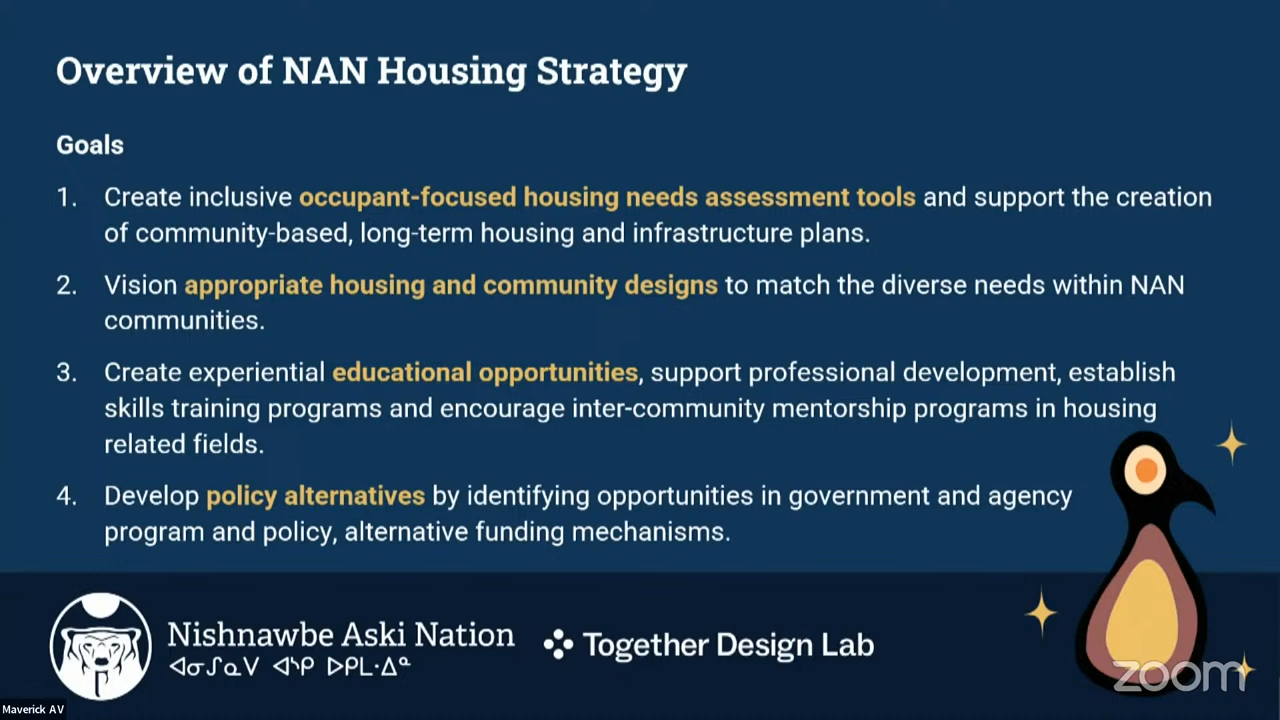 Overview of NAN Housing Strategy
Goals
1. Create inclusive occupant-focused housing needs assessment tools and support the creation
of community-based, long-term housing and infrastructure plans.
2. Vision appropriate housing and community designs to match the diverse needs within NAN
communities.
3. Create experiential educational opportunities, support professional development, establish
skills training programs and encourage inter-community mentorship programs in housing
related fields.
4. Develop policy alternatives by identifying opportunities in government and agency
program and policy, alternative funding mechanisms.
Nishnawbe Aski Nation
ᐊᓂᔑᓇᐯ ᐊᔅᑭ ᐅᑭᒪᐧᐃᐣ
Together Design Lab
zoom
Maverick AV